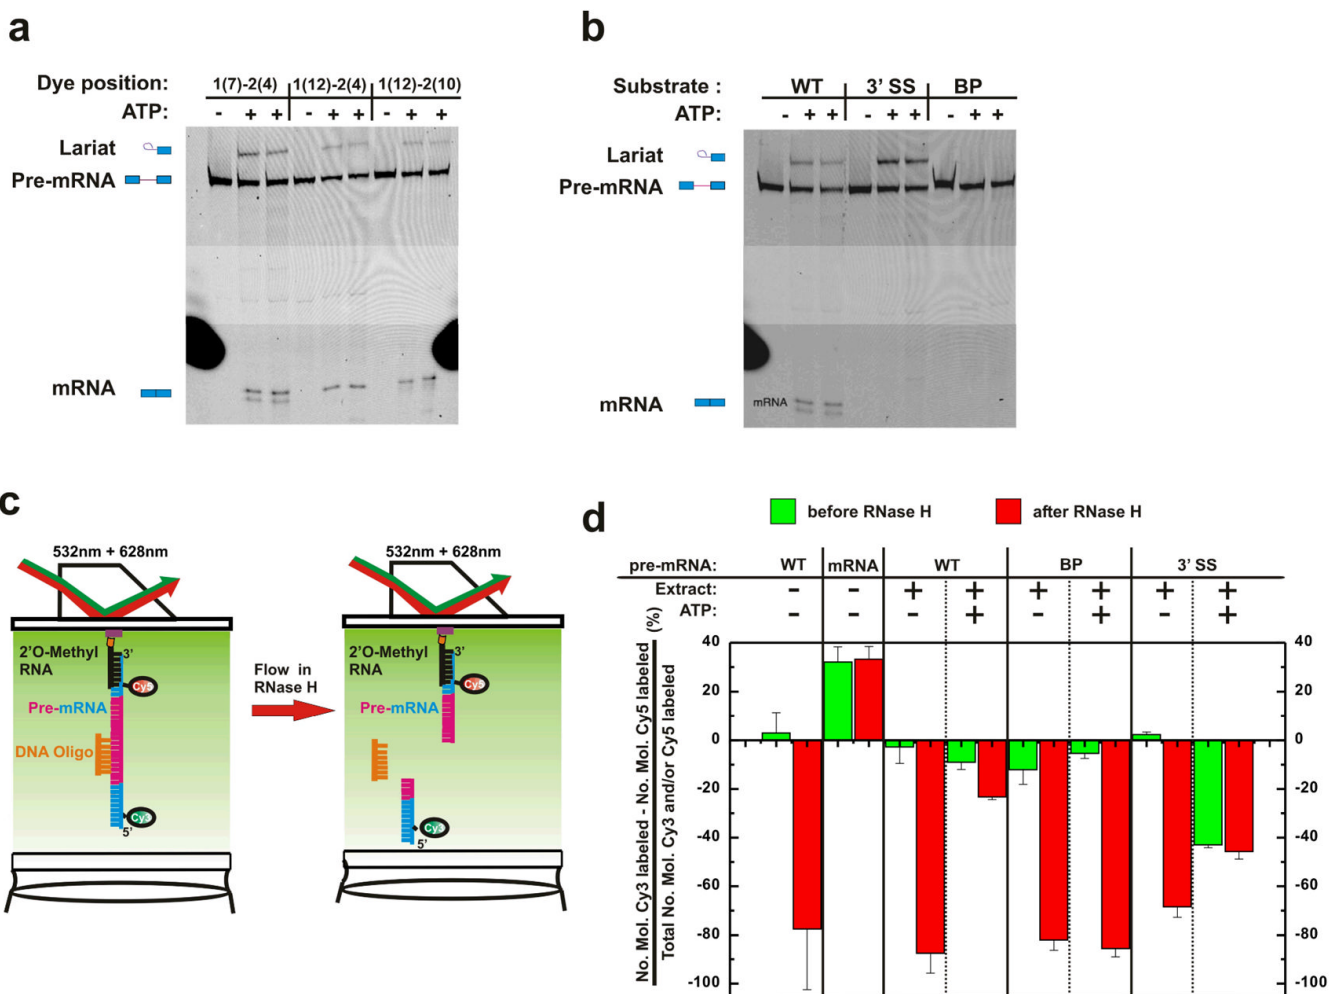 a
Dye position: 1(7)-2(4) 1(12)-2(4) 1(12)-2(10)
ATP: - + + - + + - + +
Lariat
Pre-mRNA
mRNA
b
Substrate : WT 3' SS BP
ATP: - + + - + + - + +
Lariat
Pre-mRNA
mRNA mRNA
c
532nm + 628nm
2'O-Methyl
RNA
3'
Cy5
Pre-mRNA
DNA Oligo
Cy3
5'
Flow in
RNase H
532nm + 628nm
2'O-Methyl
RNA
3'
Cy5
Pre-mRNA
Cy3
5'
d
before RNase H after RNase H
pre-mRNA: WT mRNA WT BP 3' SS
Extract: - - + + + + + +
ATP: - - - + - + - +
No. Mol. Cy3 labeled - No. Mol. Cy5 labeled
Total No. Mol. Cy3 and/or Cy5 labeled
(%)
40 40
20 20
0 0
-20 -20
-40 -40
-60 -60
-80 -80
-100 -100